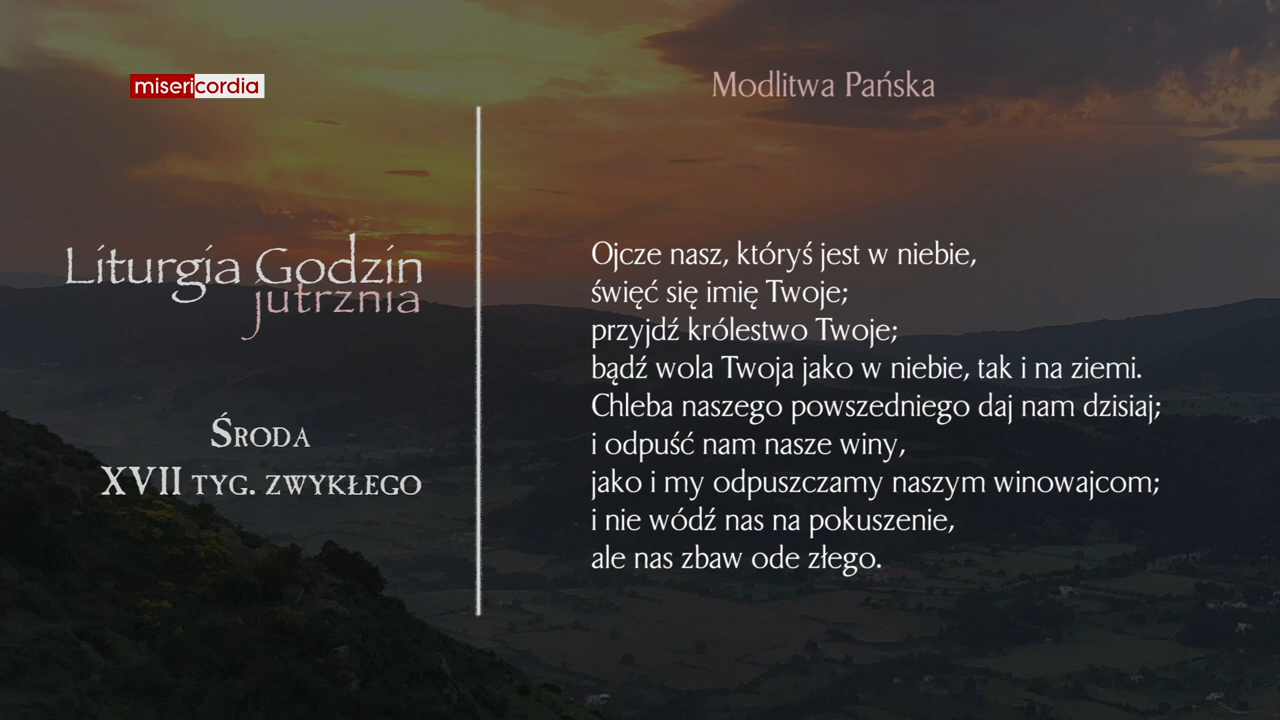 misericordia
Liturgia Godzin
jutrznia
Środa
XVII tyg. zwykłego
Modlitwa Pańska
Ojcze nasz, któryś jest w niebie,
święć się imię Twoje;
przyjdź królestwo Twoje;
bądź wola Twoja jako w niebie, tak i na ziemi.
Chleba naszego powszedniego daj nam dzisiaj;
i odpuść nam nasze winy,
jako i my odpuszczamy naszym winowajcom;
i nie wódź nas na pokuszenie,
ale nas zbaw ode złego.